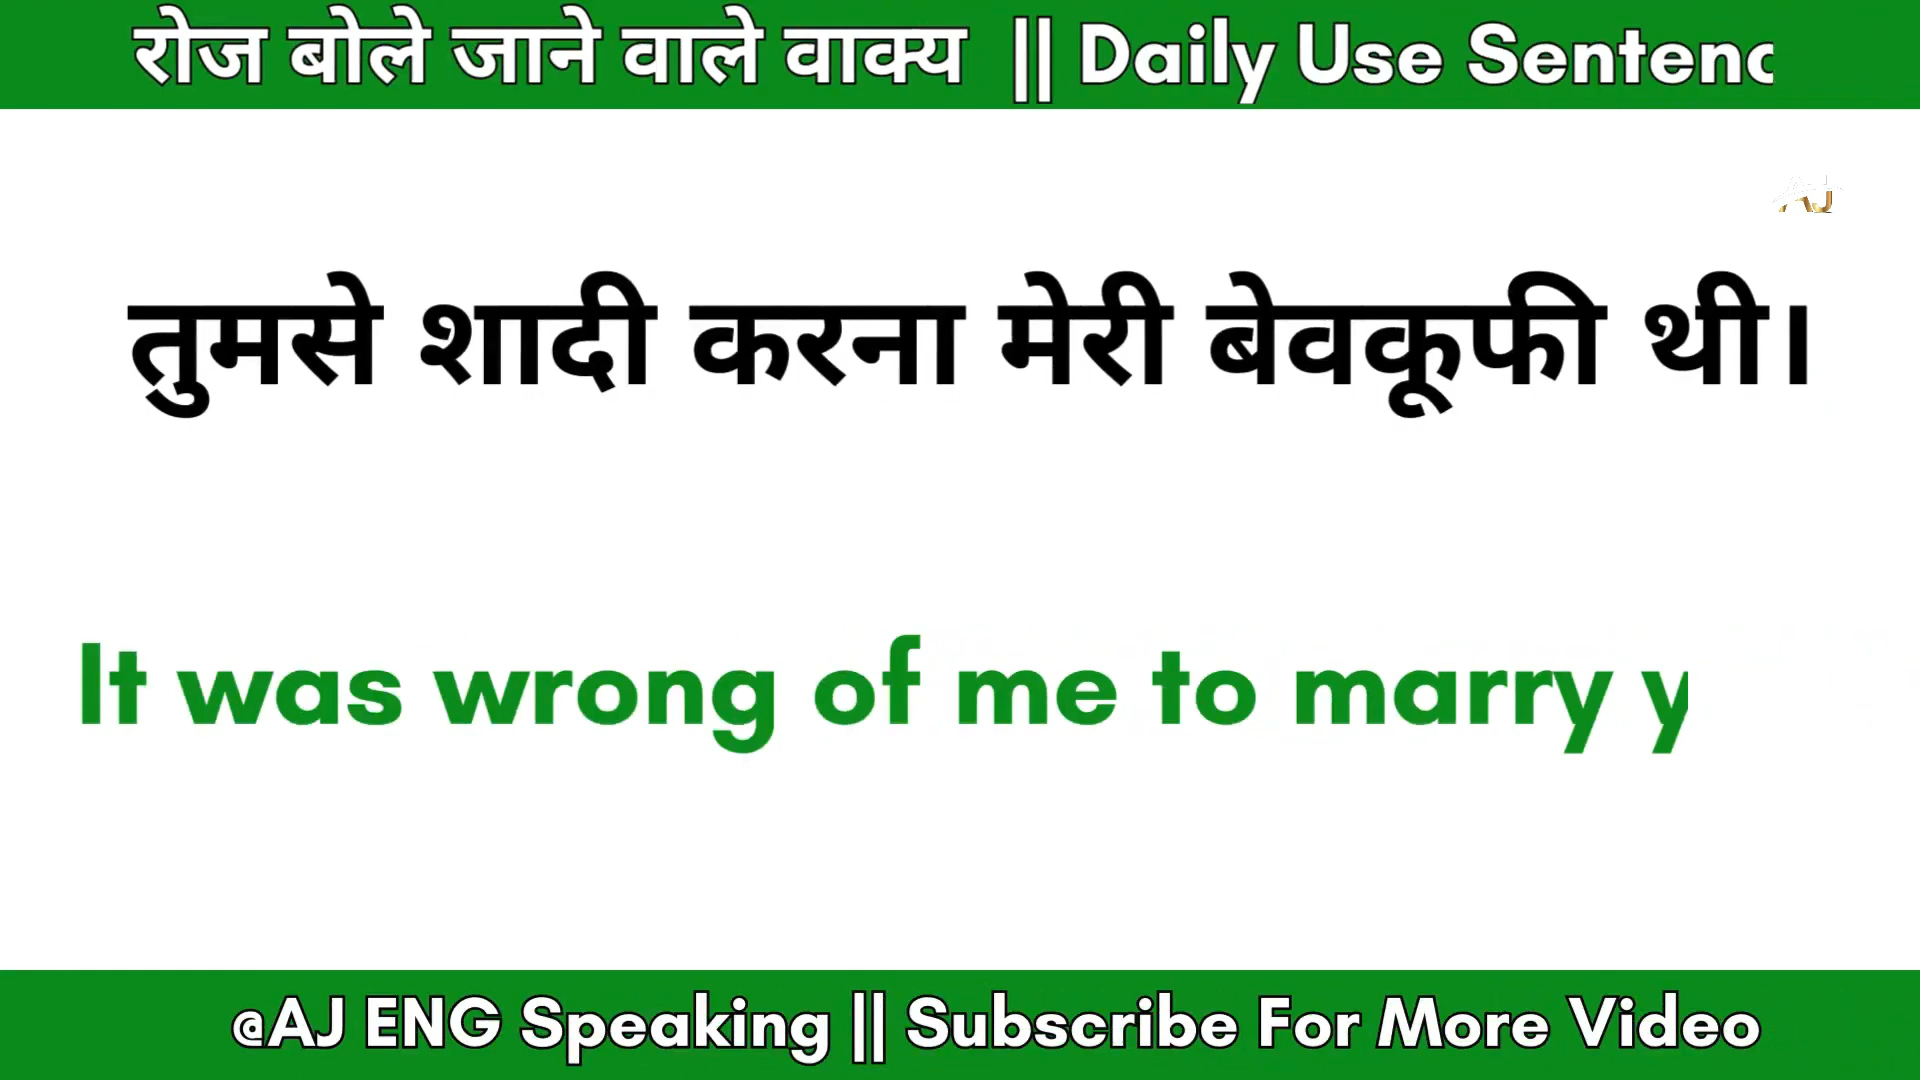 रोज बोले जाने वाले वाक्य || Daily Use Sentenc
AJ
तुमसे शादी करना मेरी बेवकूफी थी।
It was wrong of me to marry y
@AJ ENG Speaking || Subscribe For More Video